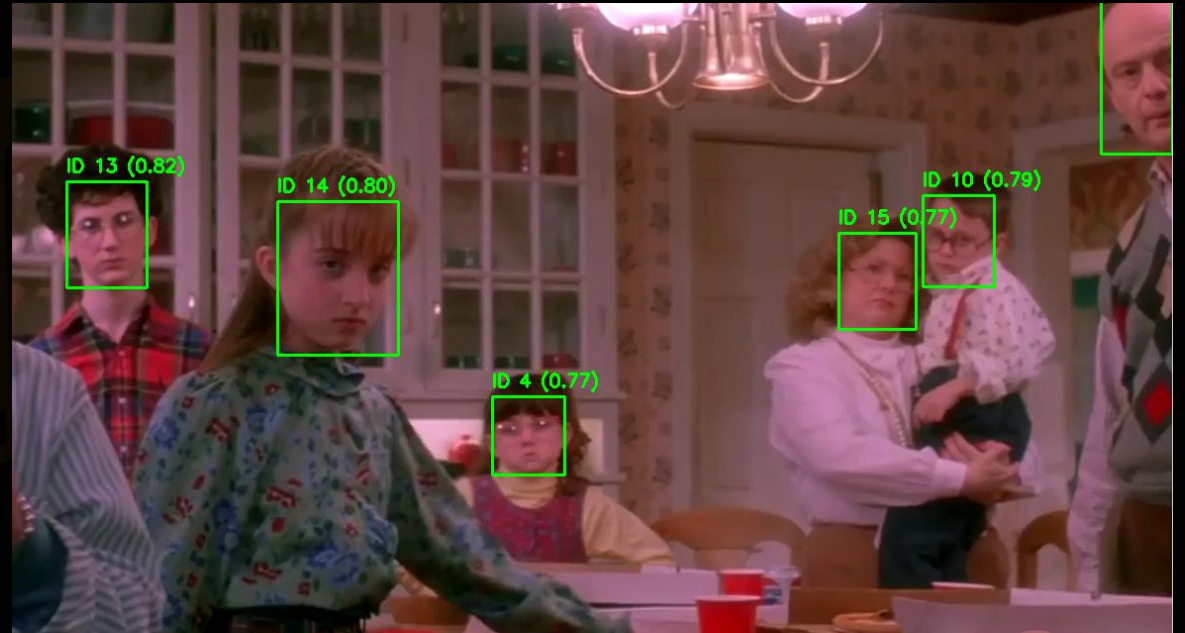 ID 13 (0.82)
ID 14 (0.80)
ID 10 (0.79)
ID 15 (0.77)
ID 4 (0.77)